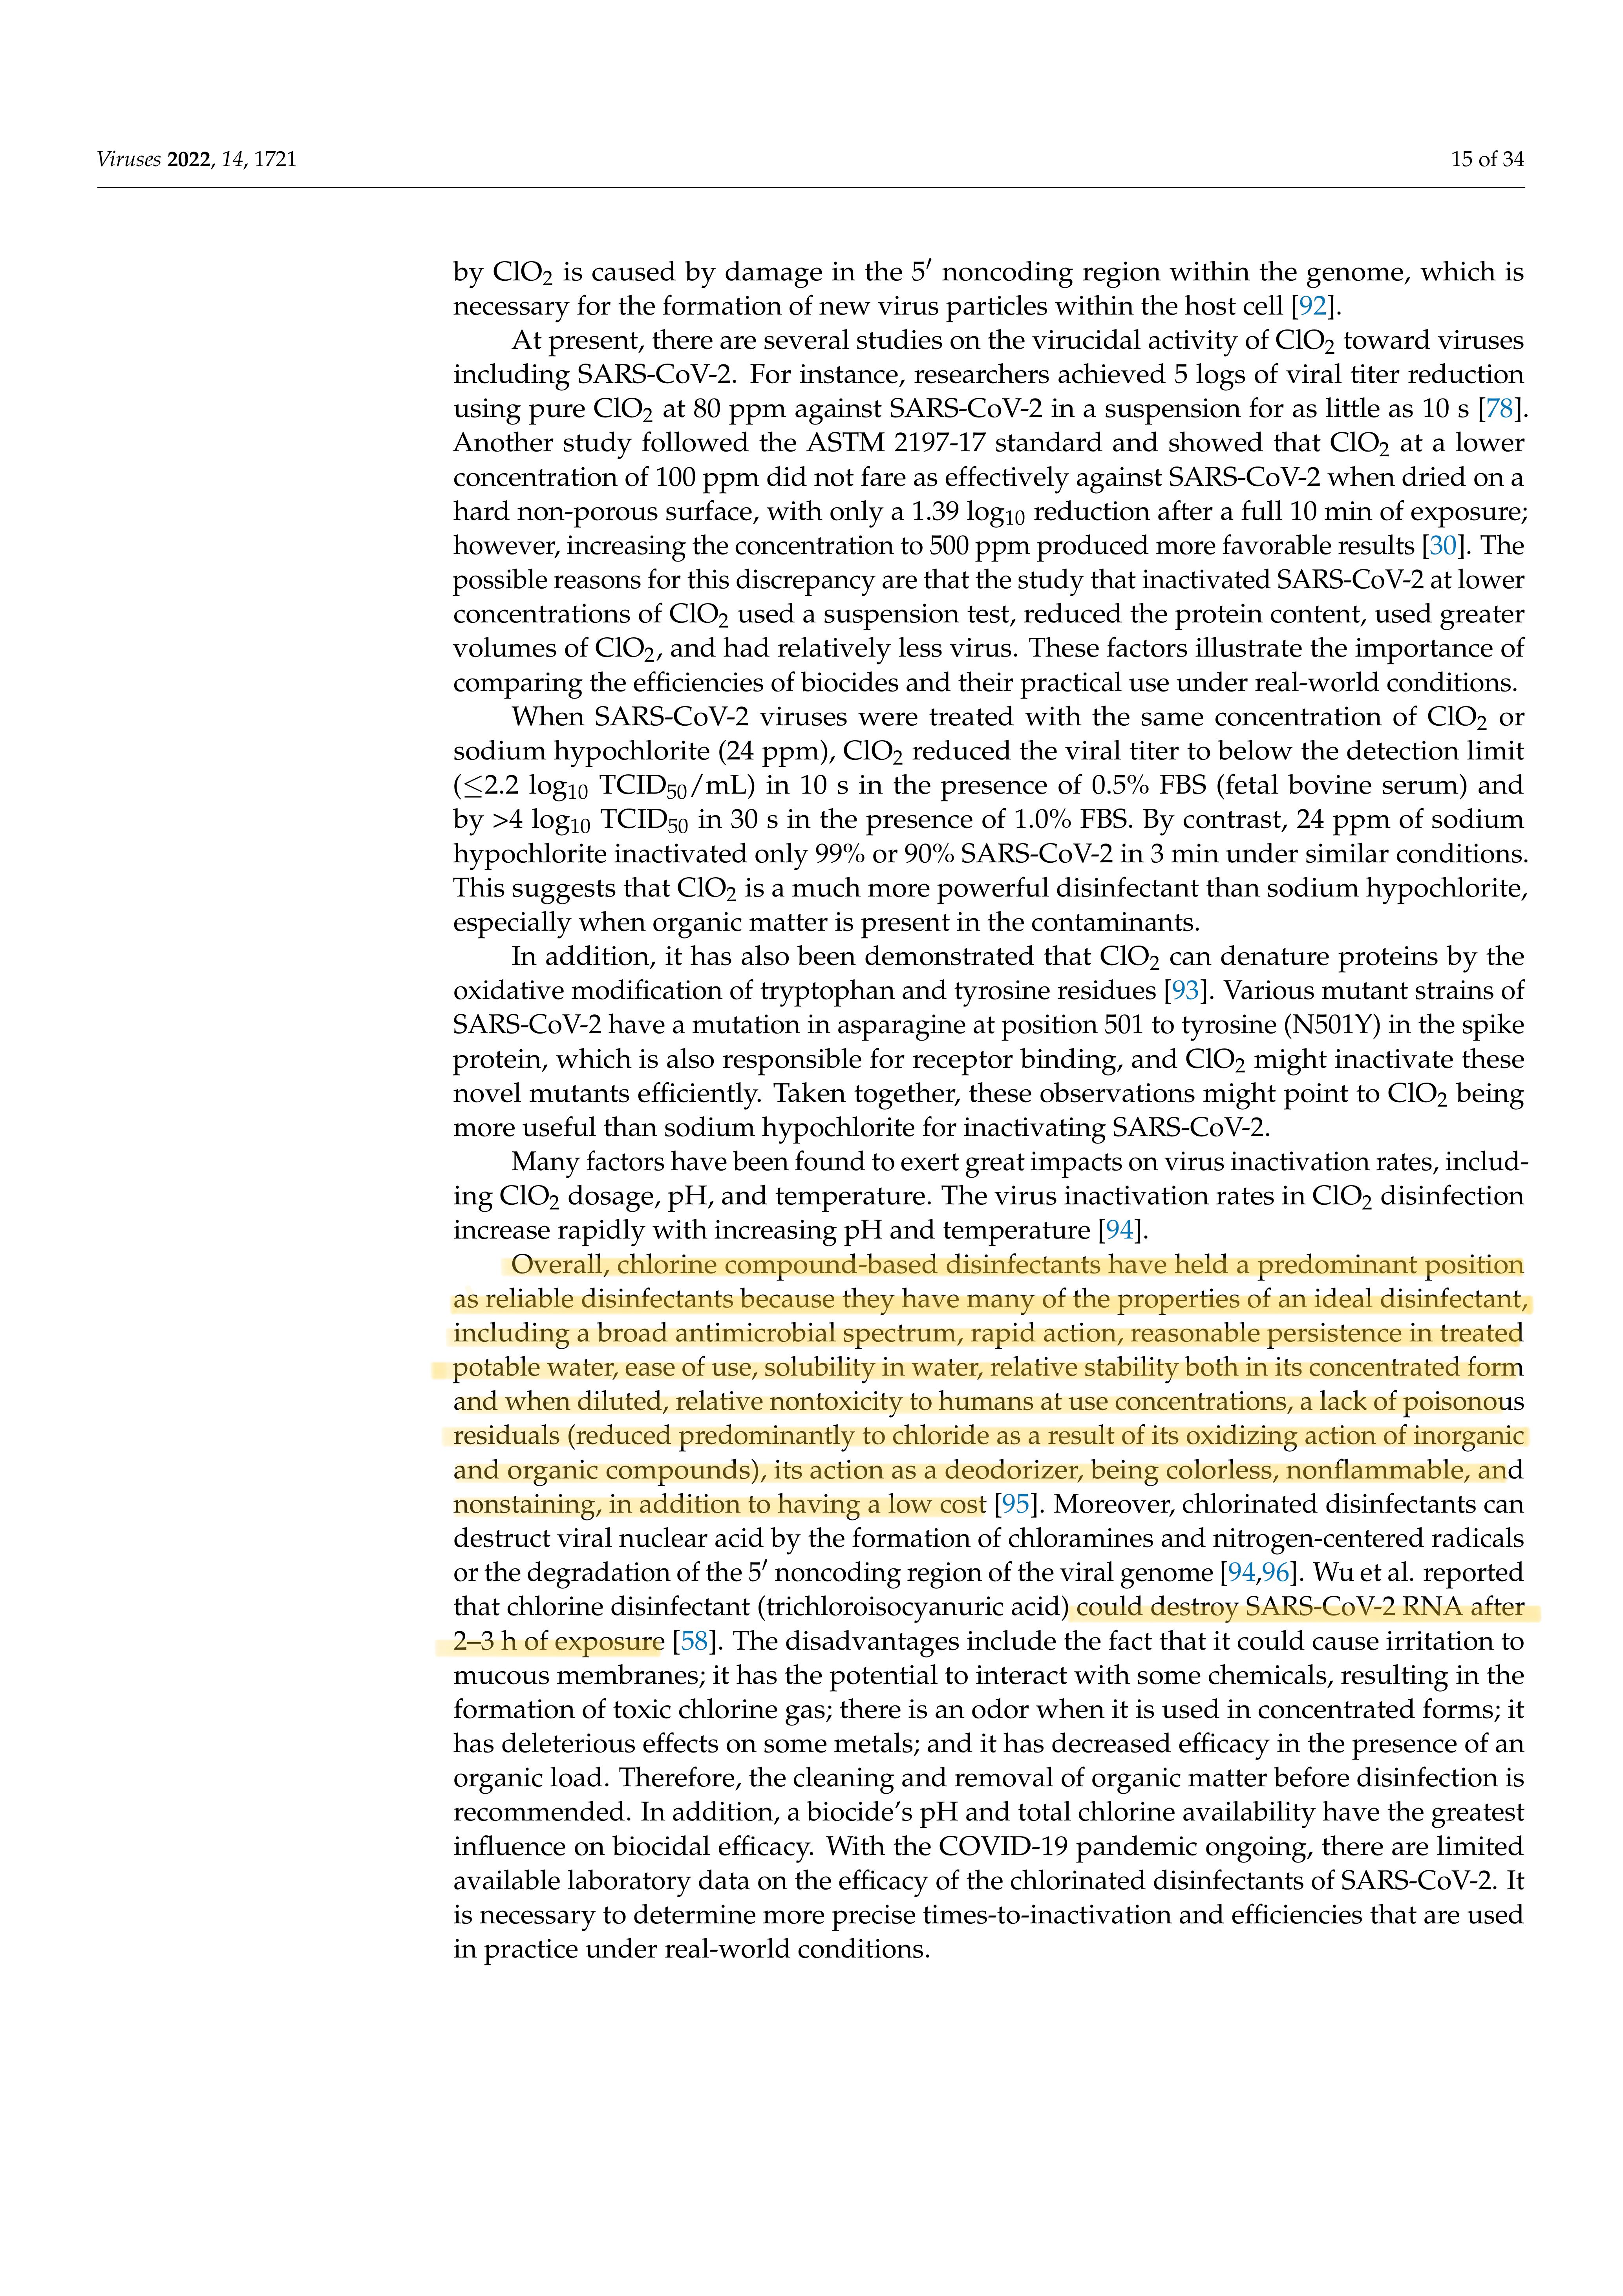 Viruses 2022, 14, 1721
15 of 34
by ClO2 is caused by damage in the 5′ noncoding region within the genome, which is
necessary for the formation of new virus particles within the host cell [92].
At present, there are several studies on the virucidal activity of ClO2 toward viruses
including SARS-CoV-2. For instance, researchers achieved 5 logs of viral titer reduction
using pure ClO2 at 80 ppm against SARS-CoV-2 in a suspension for as little as 10 s [78].
Another study followed the ASTM 2197-17 standard and showed that ClO2 at a lower
concentration of 100 ppm did not fare as effectively against SARS-CoV-2 when dried on a
hard non-porous surface, with only a 1.39 log10 reduction after a full 10 min of exposure;
however, increasing the concentration to 500 ppm produced more favorable results [30]. The
possible reasons for this discrepancy are that the study that inactivated SARS-CoV-2 at lower
concentrations of ClO2 used a suspension test, reduced the protein content, used greater
volumes of ClO2, and had relatively less virus. These factors illustrate the importance of
comparing the efficiencies of biocides and their practical use under real-world conditions.
When SARS-CoV-2 viruses were treated with the same concentration of ClO2 or
sodium hypochlorite (24 ppm), ClO2 reduced the viral titer to below the detection limit
(≤2.2 log10 TCID50/mL) in 10 s in the presence of 0.5% FBS (fetal bovine serum) and
by >4 log10 TCID50 in 30 s in the presence of 1.0% FBS. By contrast, 24 ppm of sodium
hypochlorite inactivated only 99% or 90% SARS-CoV-2 in 3 min under similar conditions.
This suggests that ClO2 is a much more powerful disinfectant than sodium hypochlorite,
especially when organic matter is present in the contaminants.
In addition, it has also been demonstrated that ClO2 can denature proteins by the
oxidative modification of tryptophan and tyrosine residues [93]. Various mutant strains of
SARS-CoV-2 have a mutation in asparagine at position 501 to tyrosine (N501Y) in the spike
protein, which is also responsible for receptor binding, and ClO2 might inactivate these
novel mutants efficiently. Taken together, these observations might point to ClO2 being
more useful than sodium hypochlorite for inactivating SARS-CoV-2.
Many factors have been found to exert great impacts on virus inactivation rates, includ-
ing ClO2 dosage, pH, and temperature. The virus inactivation rates in ClO2 disinfection
increase rapidly with increasing pH and temperature [94].
Overall, chlorine compound-based disinfectants have held a predominant position
as reliable disinfectants because they have many of the properties of an ideal disinfectant,
including a broad antimicrobial spectrum, rapid action, reasonable persistence in treated
potable water, ease of use, solubility in water, relative stability both in its concentrated form
and when diluted, relative nontoxicity to humans at use concentrations, a lack of poisonous
residuals (reduced predominantly to chloride as a result of its oxidizing action of inorganic
and organic compounds), its action as a deodorizer, being colorless, nonflammable, and
nonstaining, in addition to having a low cost [95]. Moreover, chlorinated disinfectants can
destruct viral nuclear acid by the formation of chloramines and nitrogen-centered radicals
or the degradation of the 5′ noncoding region of the viral genome [94,96]. Wu et al. reported
that chlorine disinfectant (trichloroisocyanuric acid) could destroy SARS-CoV-2 RNA after
2–3 h of exposure [58]. The disadvantages include the fact that it could cause irritation to
mucous membranes; it has the potential to interact with some chemicals, resulting in the
formation of toxic chlorine gas; there is an odor when it is used in concentrated forms; it
has deleterious effects on some metals; and it has decreased efficacy in the presence of an
organic load. Therefore, the cleaning and removal of organic matter before disinfection is
recommended. In addition, a biocide’s pH and total chlorine availability have the greatest
influence on biocidal efficacy. With the COVID-19 pandemic ongoing, there are limited
available laboratory data on the efficacy of the chlorinated disinfectants of SARS-CoV-2. It
is necessary to determine more precise times-to-inactivation and efficiencies that are used
in practice under real-world conditions.